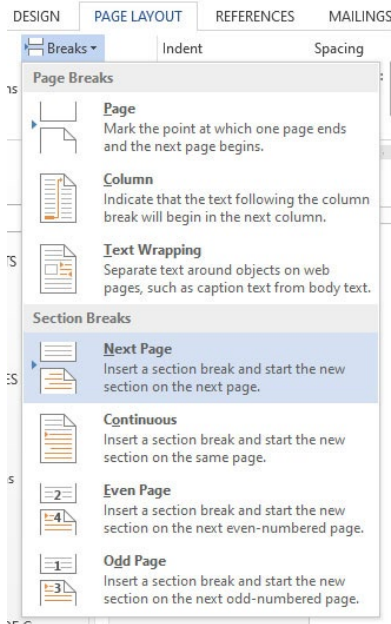 DESIGN PAGE LAYOUT REFERENCES MAILINGS
Breaks Indent Spacing
Page Breaks
Page
Mark the point at which one page ends
and the next page begins.
Column
Indicate that the text following the column
break will begin in the next column.
Text Wrapping
Separate text around objects on web
pages, such as caption text from body text.
Section Breaks
Next Page
Insert a section break and start the new
section on the next page.
Continuous
Insert a section break and start the new
section on the same page.
2
4
Even Page
Insert a section break and start the new
section on the next even-numbered page.
1
3
Odd Page
Insert a section break and start the new
section on the next odd-numbered page.